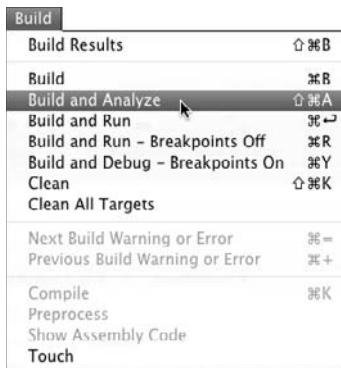 Build
Build Results ⇧⌘B
Build ⌘B
Build and Analyze ⇧⌘A
Build and Run ⌘↩
Build and Run – Breakpoints Off ⌘R
Build and Debug – Breakpoints On ⌘Y
Clean ⇧⌘K
Clean All Targets
Next Build Warning or Error ⌘=
Previous Build Warning or Error ⌘+
Compile ⌘K
Preprocess
Show Assembly Code
Touch